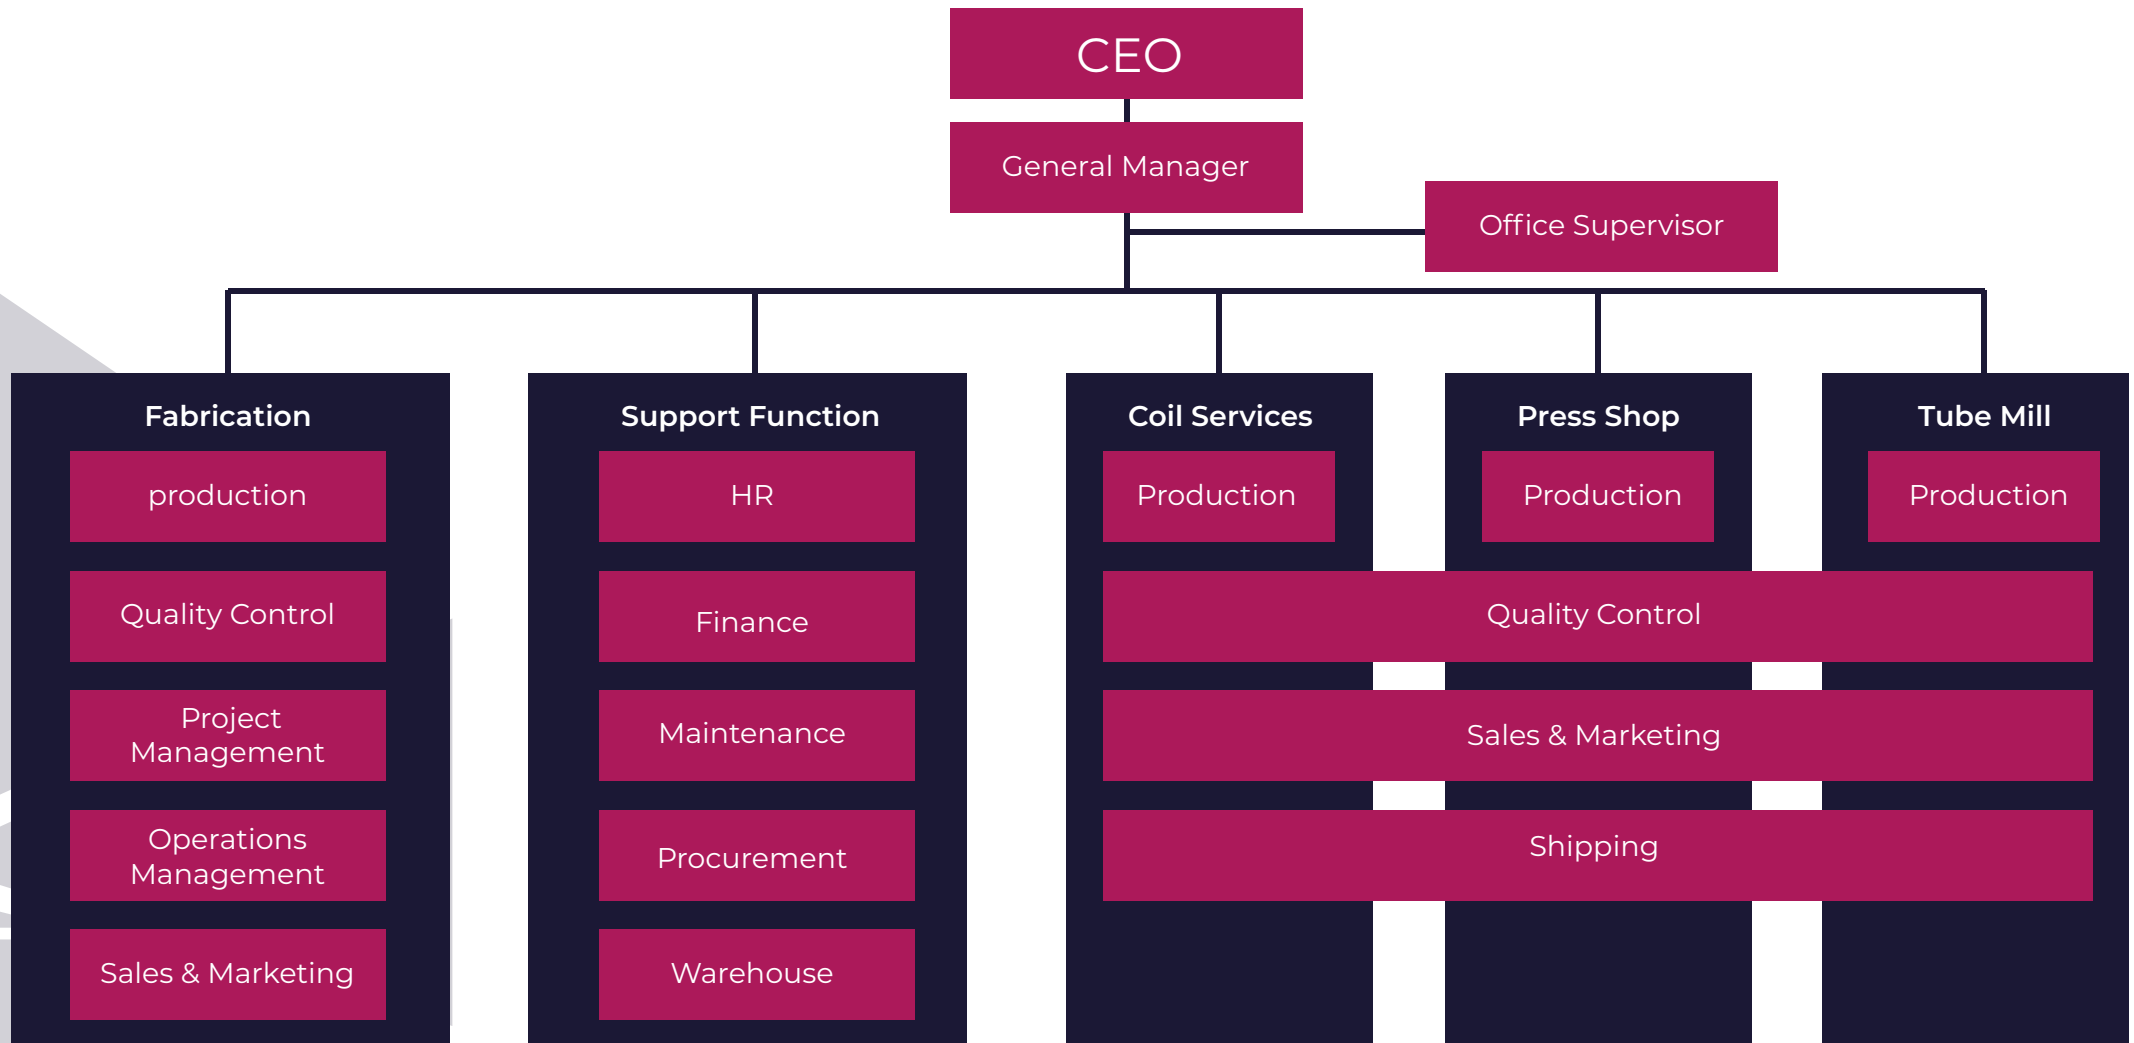 CEO
General Manager
Office Supervisor
Fabrication
production
Quality Control
Project
Management
Operations
Management
Sales & Marketing
Support Function
HR
Finance
Maintenance
Procurement
Warehouse
Coil Services
Production
Press Shop
Production
Tube Mill
Production
Quality Control
Sales & Marketing
Shipping